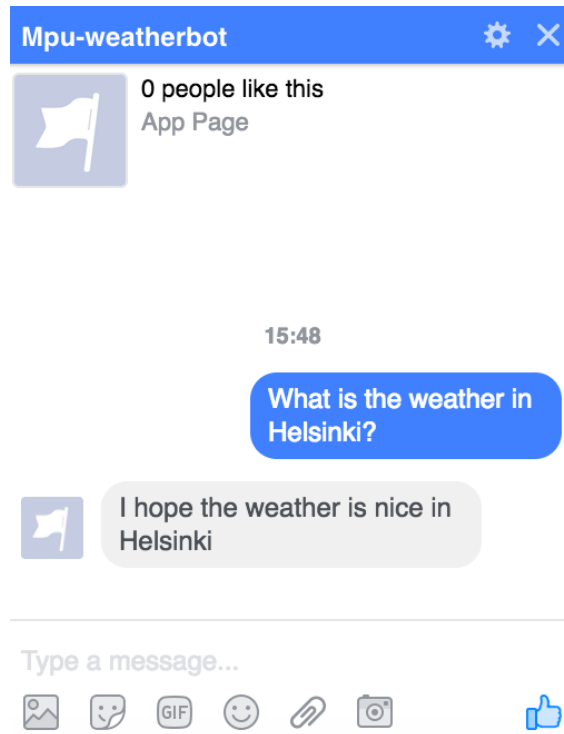 Mpu-weatherbot
0 people like this
App Page
15:48
What is the weather in
Helsinki?
I hope the weather is nice in
Helsinki
Type a message...
GIF